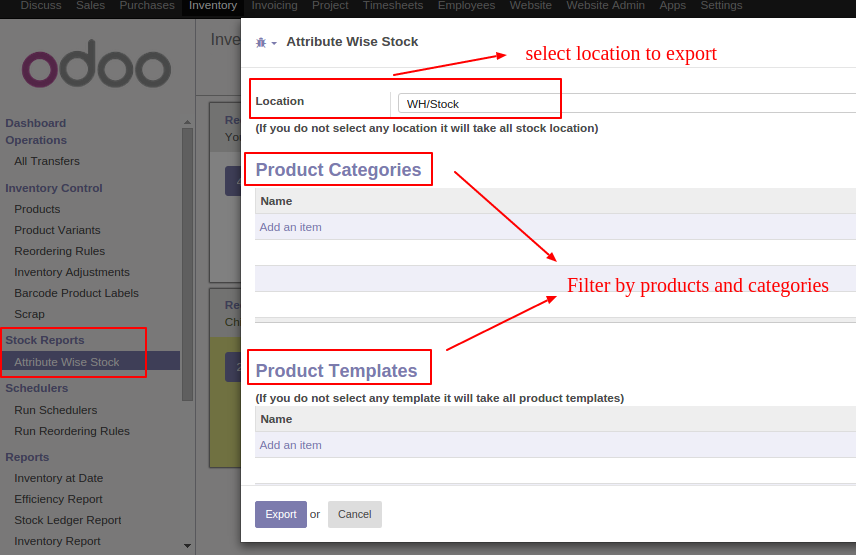 Discuss Sales Purchases Inventory Invoicing Project Timesheets Employees Website Website Admin Apps Settings
odoo
Inve
Attribute Wise Stock
select location to export
Location
WH/Stock
(If you do not select any location it will take all stock location)
Product Categories
Name
Add an item
Filter by products and categories
Product Templates
(If you do not select any template it will take all product templates)
Name
Add an item
Export or Cancel
Dashboard
Operations
All Transfers
Inventory Control
Products
Product Variants
Reordering Rules
Inventory Adjustments
Barcode Product Labels
Scrap
Stock Reports
Attribute Wise Stock
Schedulers
Run Schedulers
Run Reordering Rules
Reports
Inventory at Date
Efficiency Report
Stock Ledger Report
Inventory Report
Re
You
Re
Chi